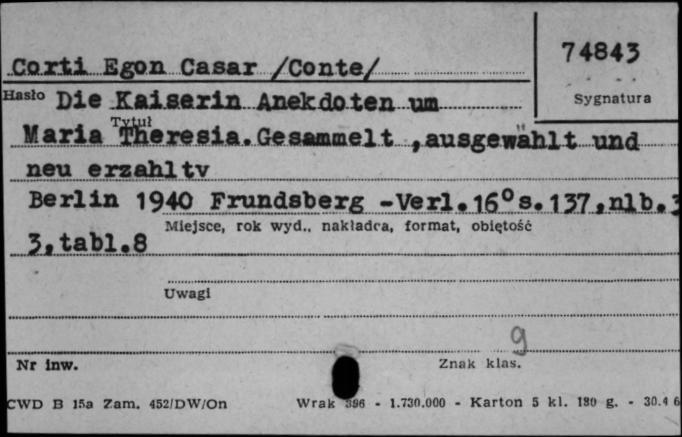 74843
Corti Egon Casar /Conte/
Sygnatura
Hasło Die Kaiserin Anekdoten um
Tytuł
Maria Theresia. Gesammelt ,ausgewählt und
neu erzahltv
Berlin 1940 Frundsberg -Verl.16° s.137,nlb.3
Miejsce, rok wyd., nakładca, format, objętość
3,tabl.8
Uwagi
g
Nr inw.
Znak klas.
CWD B 15a Zam. 452/DW/On Wrak 396 - 1.730.000 - Karton 5 kl. 180 g. - 30.4 6